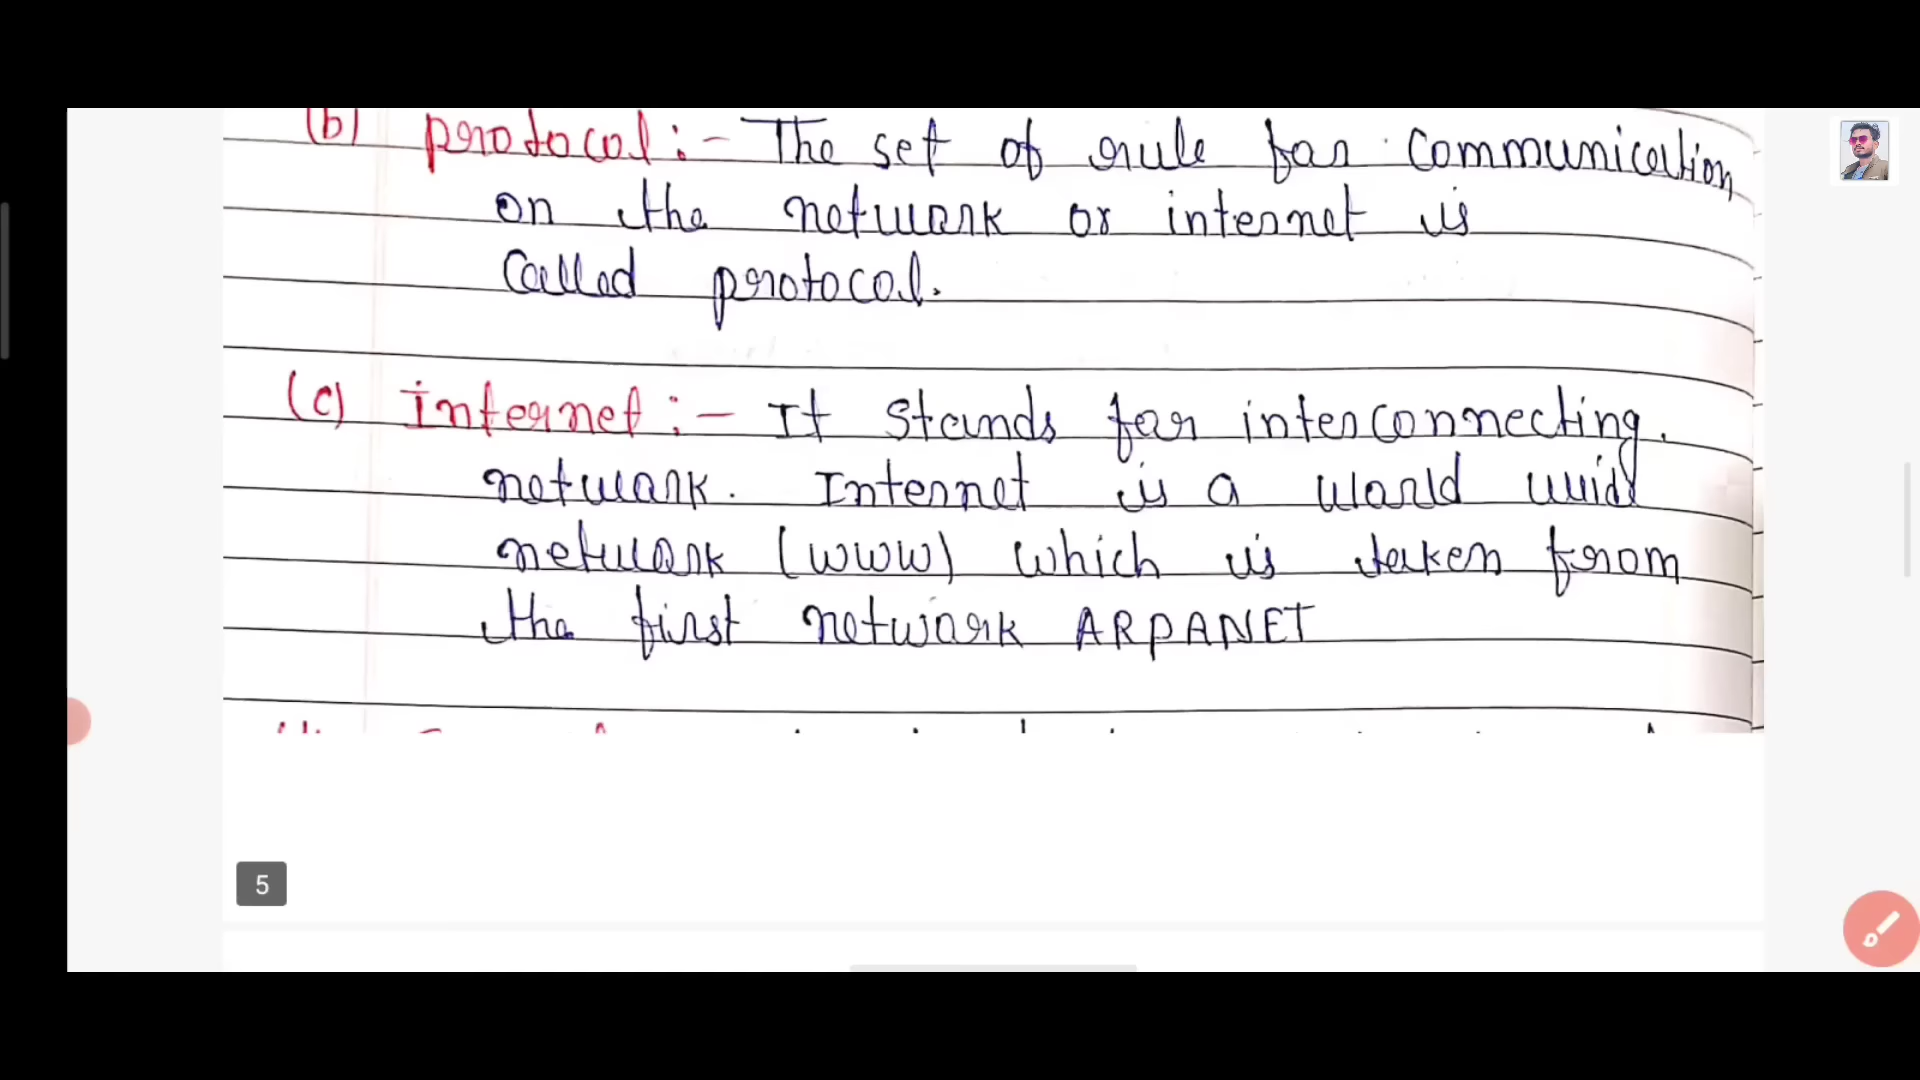 (b) protocol :- The set of rule for communication
on the network or internet is
Called protocol.
(c) Internet :- It Stands for interconnecting.
network. Internet is a world wide
network (www) which is taken from
the first network ARPANET
5